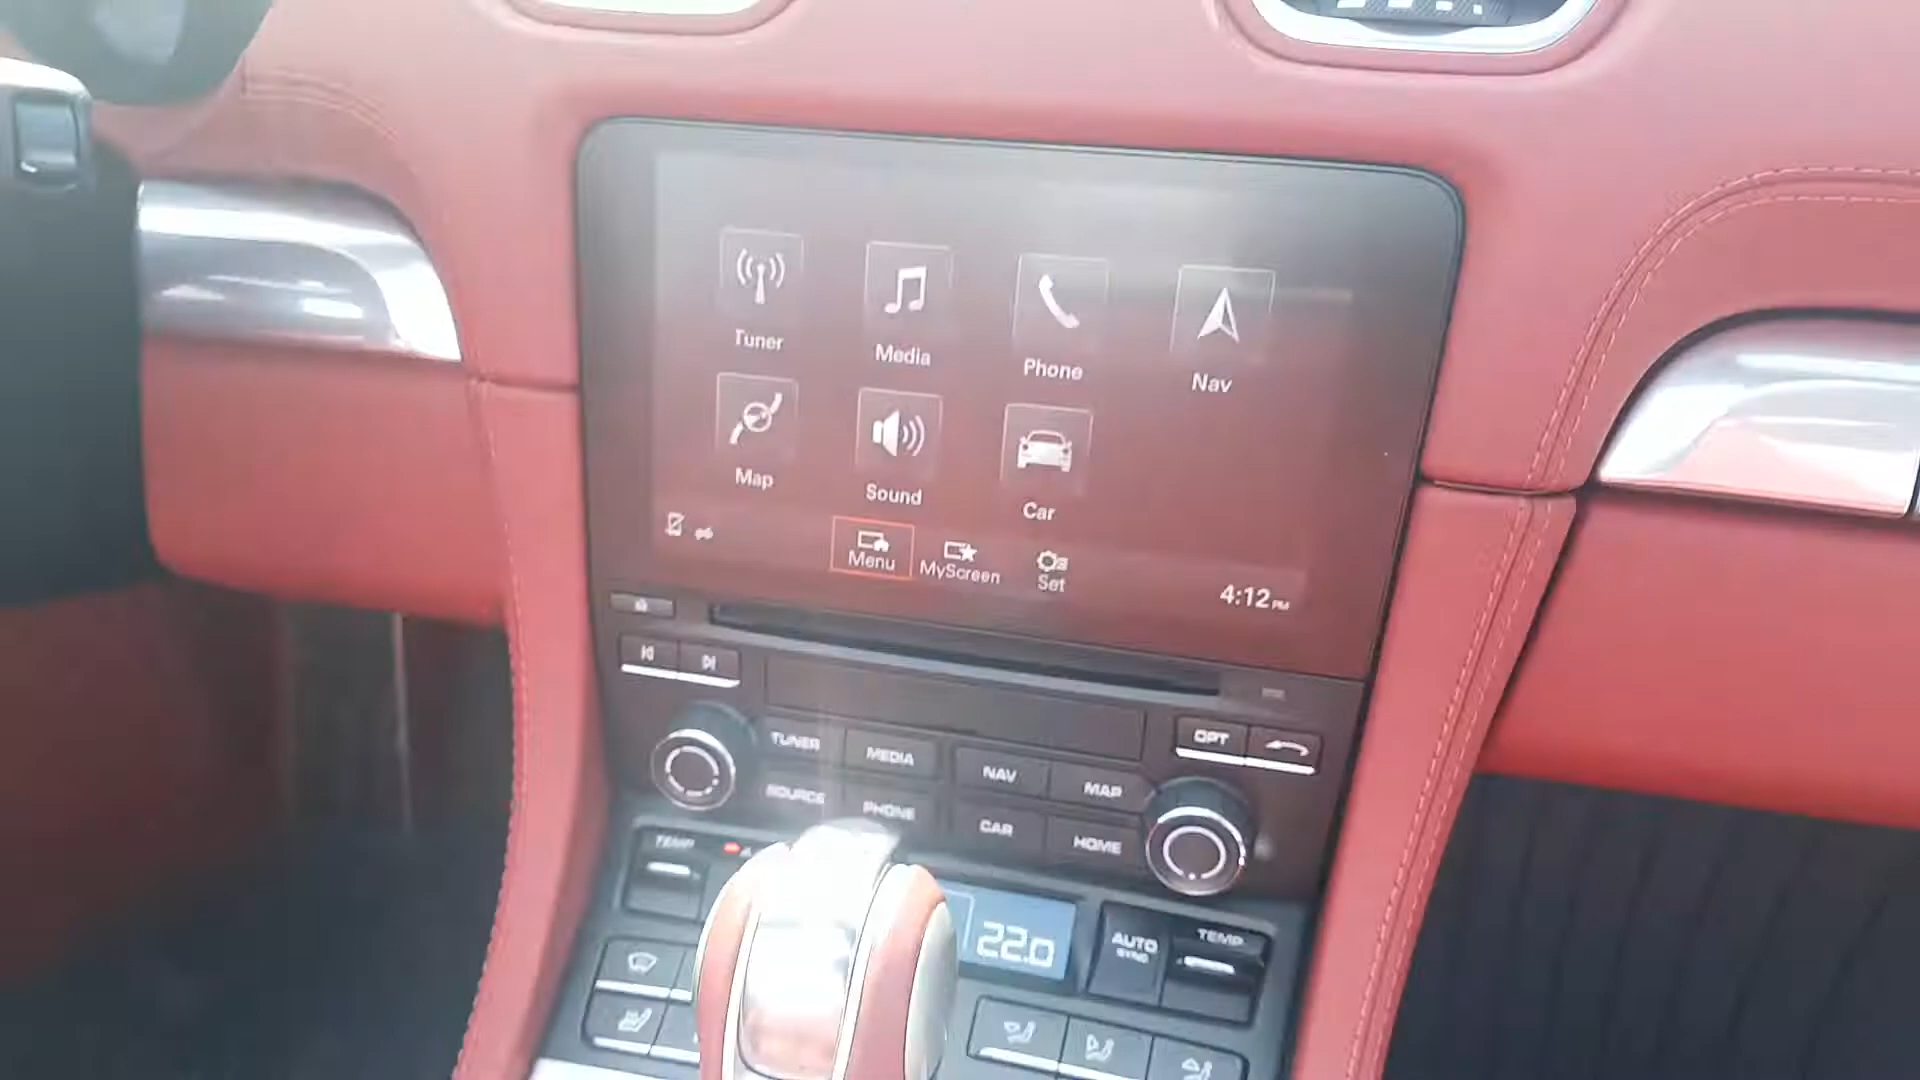 Tuner
Media
Phone
Nav
Map
Sound
Car
Menu
MyScreen
Set
4:12 PM
OPT
TUNER
MEDIA
NAV
MAP
SOURCE
PHONE
CAR
HOME
TEMP
22.0
AUTO
SYNC
TEMP